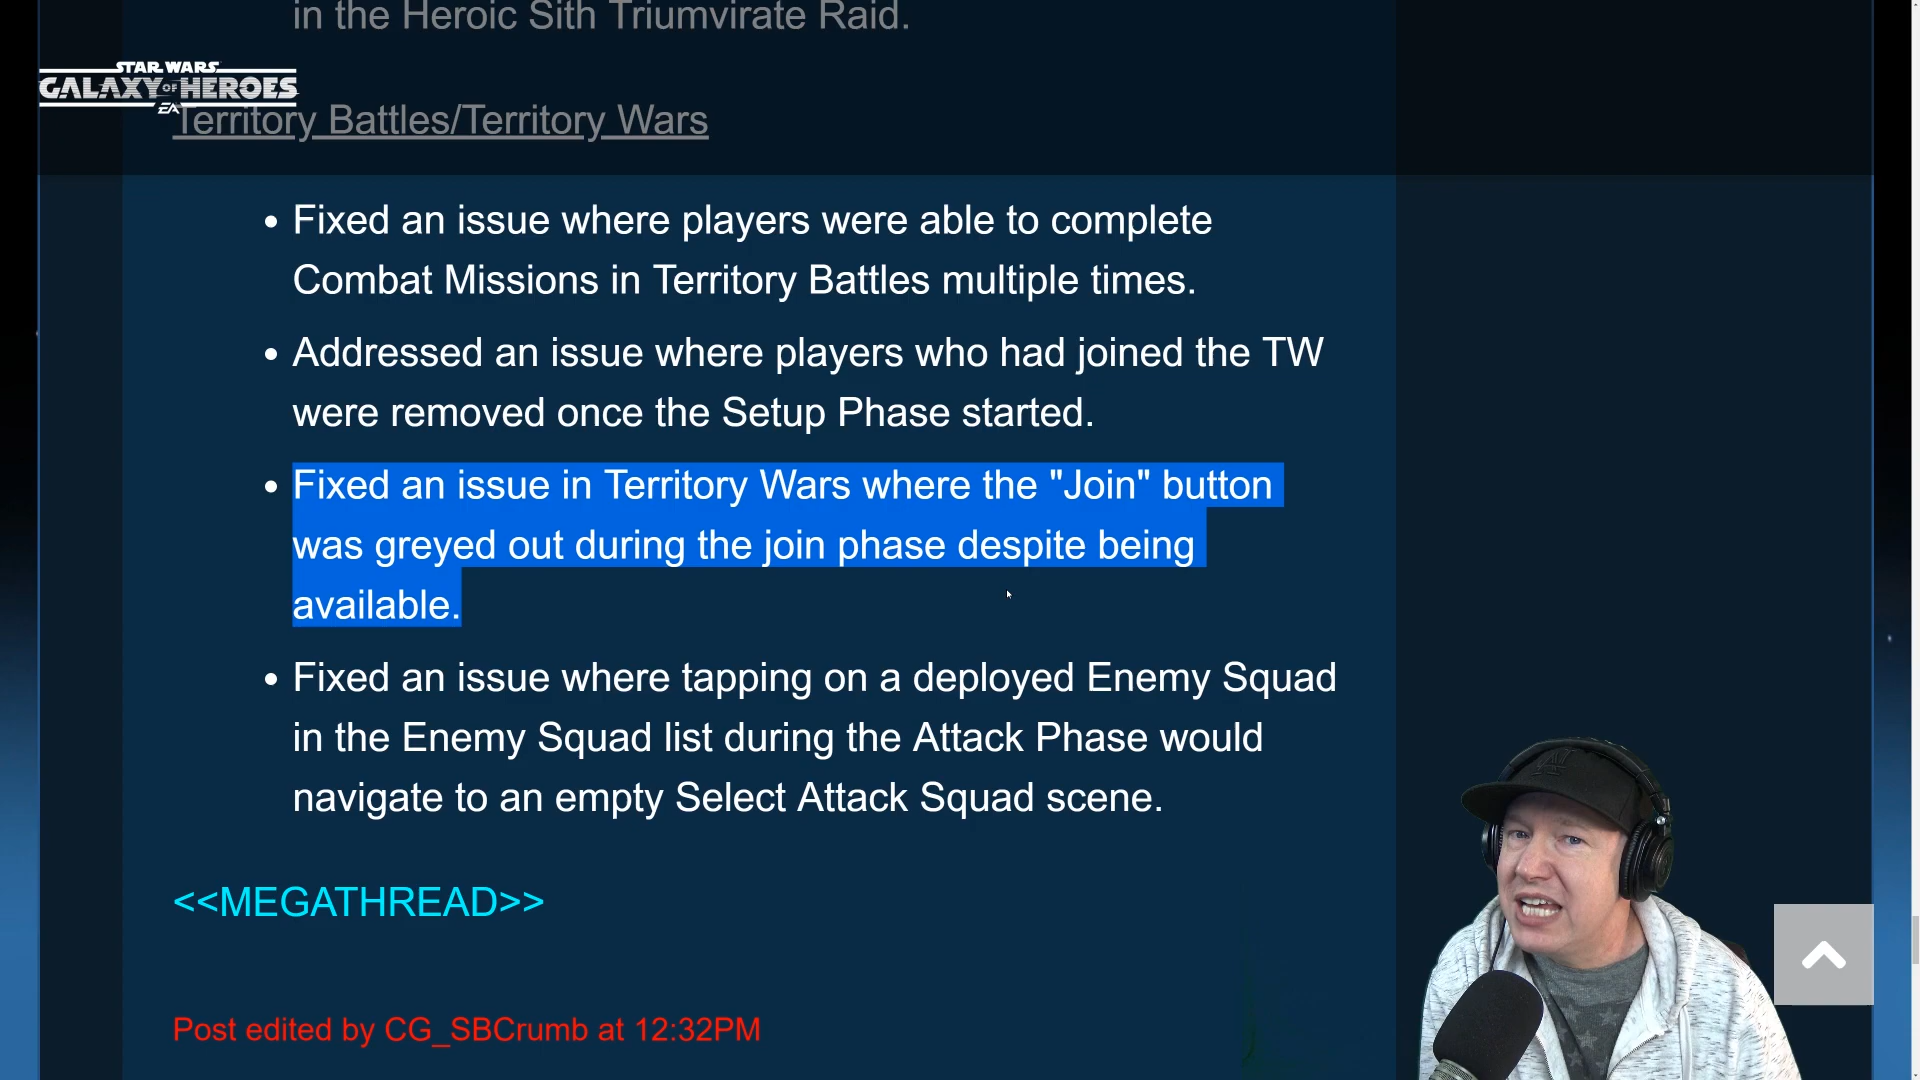 in the Heroic Sith Triumvirate Raid.
STAR WARS
GALAXY OF HEROES
EA
Territory Battles/Territory Wars
Fixed an issue where players were able to complete
Combat Missions in Territory Battles multiple times.
Addressed an issue where players who had joined the TW
were removed once the Setup Phase started.
Fixed an issue in Territory Wars where the "Join" button
was greyed out during the join phase despite being
available.
Fixed an issue where tapping on a deployed Enemy Squad
in the Enemy Squad list during the Attack Phase would
navigate to an empty Select Attack Squad scene.
<<MEGATHREAD>>
Post edited by CG_SBCrumb at 12:32PM